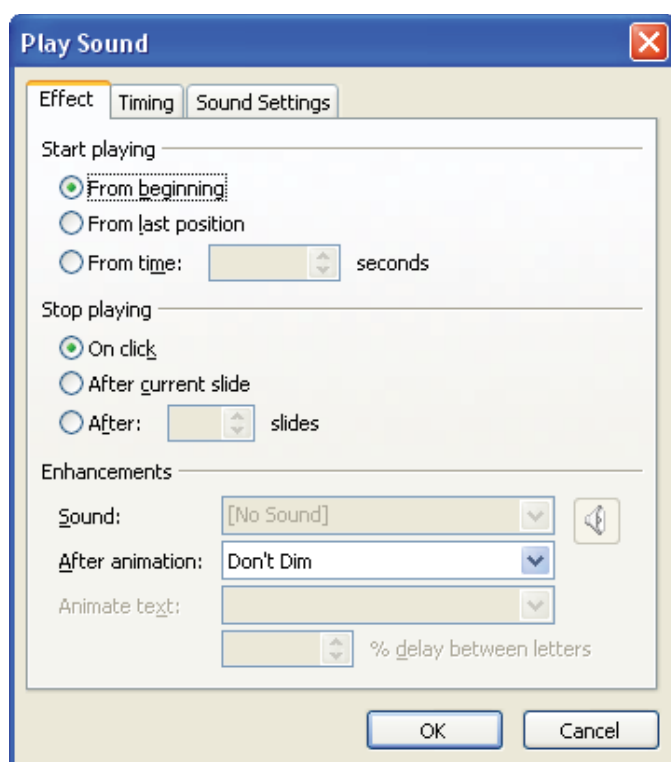 Play Sound
Effect Timing Sound Settings
Start playing
From beginning
From last position
From time: seconds
Stop playing
On click
After current slide
After: slides
Enhancements
Sound: [No Sound]
After animation: Don't Dim
Animate text:
% delay between letters
OK Cancel